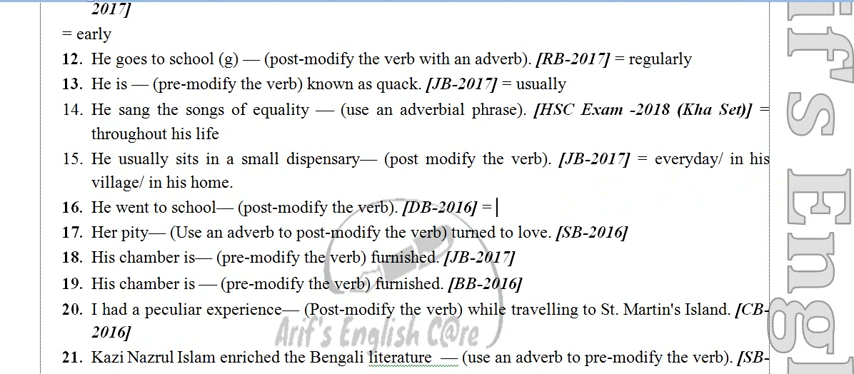 2017]
= early
12. He goes to school (g) — (post-modify the verb with an adverb). [RB-2017] = regularly
13. He is — (pre-modify the verb) known as quack. [JB-2017] = usually
14. He sang the songs of equality — (use an adverbial phrase). [HSC Exam -2018 (Kha Set)] =
throughout his life
15. He usually sits in a small dispensary— (post modify the verb). [JB-2017] = everyday/ in his
village/ in his home.
16. He went to school— (post-modify the verb). [DB-2016] =
17. Her pity— (Use an adverb to post-modify the verb) turned to love. [SB-2016]
18. His chamber is— (pre-modify the verb) furnished. [JB-2017]
19. His chamber is — (pre-modify the verb) furnished. [BB-2016]
20. I had a peculiar experience— (Post-modify the verb) while travelling to St. Martin's Island. [CB-
2016]
21. Kazi Nazrul Islam enriched the Bengali literature — (use an adverb to pre-modify the verb). [SB-
Arif's English C@re
if's Engl